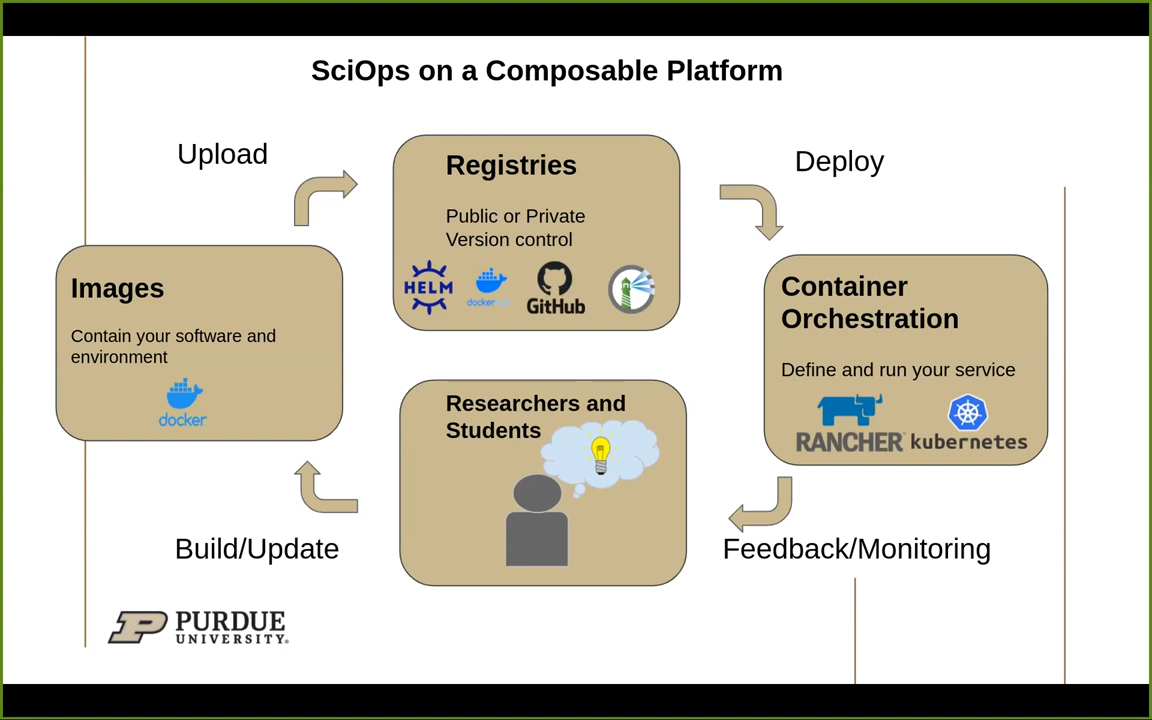 SciOps on a Composable Platform
Upload
Registries
Public or Private
Version control
HELM
docker
GitHub
Deploy
Images
Contain your software and
environment
docker
Container
Orchestration
Define and run your service
RANCHER
kubernetes
Researchers and
Students
Build/Update
Feedback/Monitoring
PURDUE
UNIVERSITY.